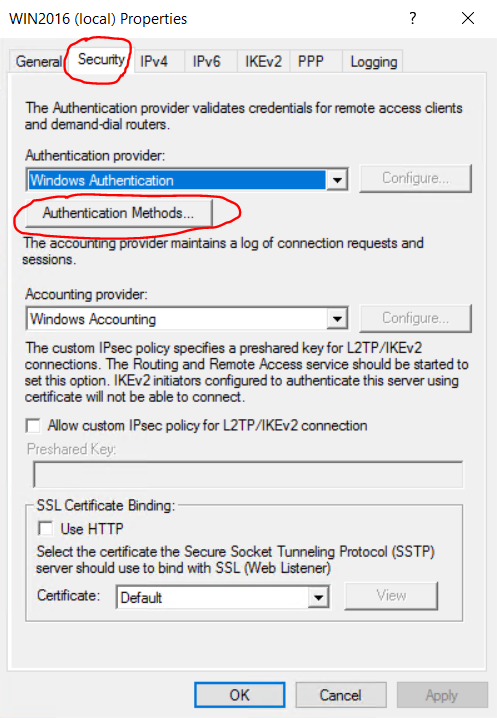 WIN2016 (local) Properties ? ×
General Security IPv4 IPv6 IKEv2 PPP Logging
The Authentication provider validates credentials for remote access clients
and demand-dial routers.
Authentication provider:
Windows Authentication Configure...
Authentication Methods...
The accounting provider maintains a log of connection requests and
sessions.
Accounting provider:
Windows Accounting Configure...
The custom IPsec policy specifies a preshared key for L2TP/IKEv2
connections. The Routing and Remote Access service should be started to
set this option. IKEv2 initiators configured to authenticate this server using
certificate will not be able to connect.
Allow custom IPsec policy for L2TP/IKEv2 connection
Preshared Key:
SSL Certificate Binding:
Use HTTP
Select the certificate the Secure Socket Tunneling Protocol (SSTP)
server should use to bind with SSL (Web Listener)
Certificate: Default View
OK Cancel Apply